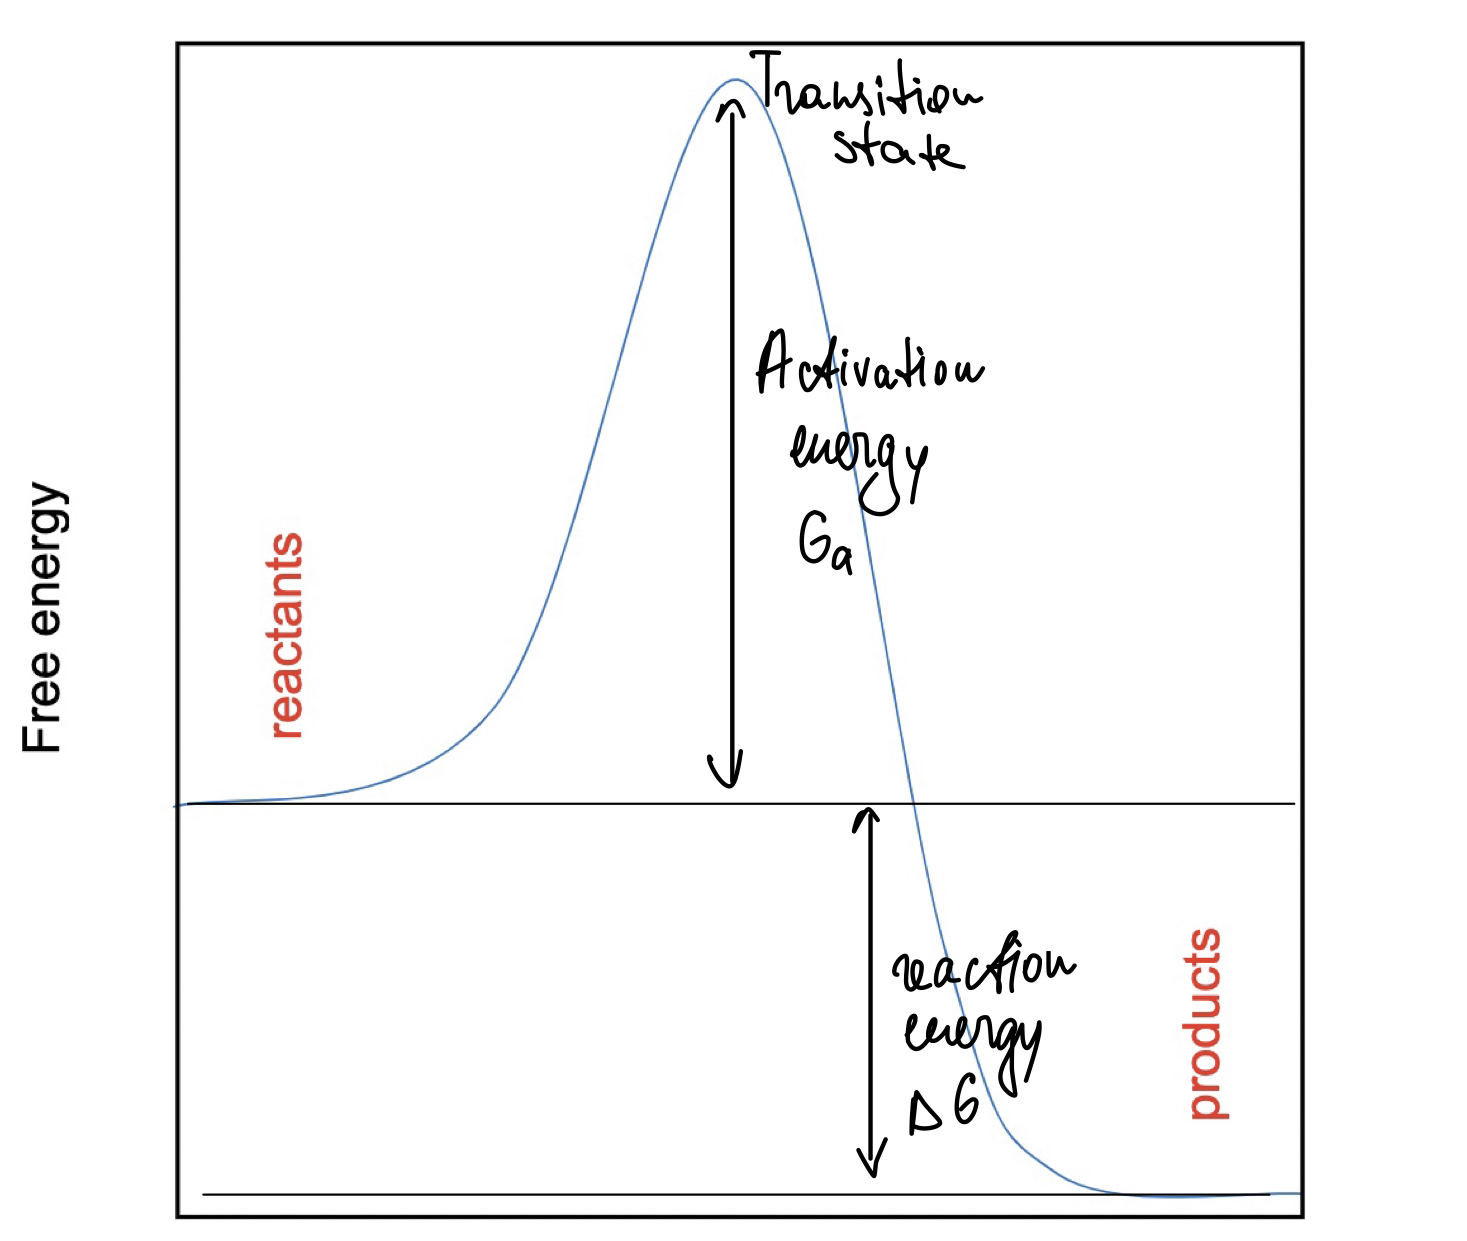 Transition
state
Activation
energy
Ga
Free energy
reactants
reaction
energy
ΔG
products